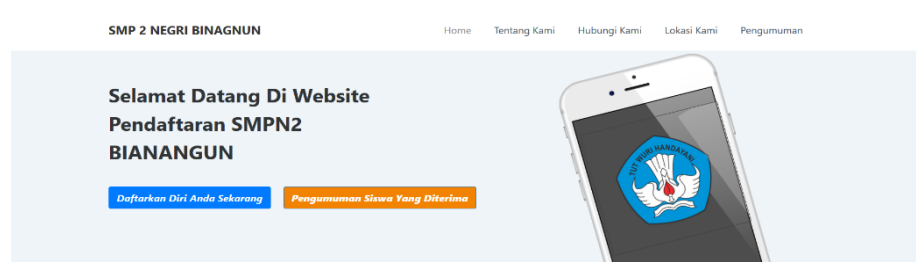 SMP 2 NEGRI BINAGNUN
Home Tentang Kami Hubungi Kami Lokasi Kami Pengumuman
Selamat Datang Di Website
Pendaftaran SMPN2
BIANANGUN
Daftarkan Diri Anda Sekarang Pengumuman Siswa Yang Diterima
TUT WURI HANDAYANI